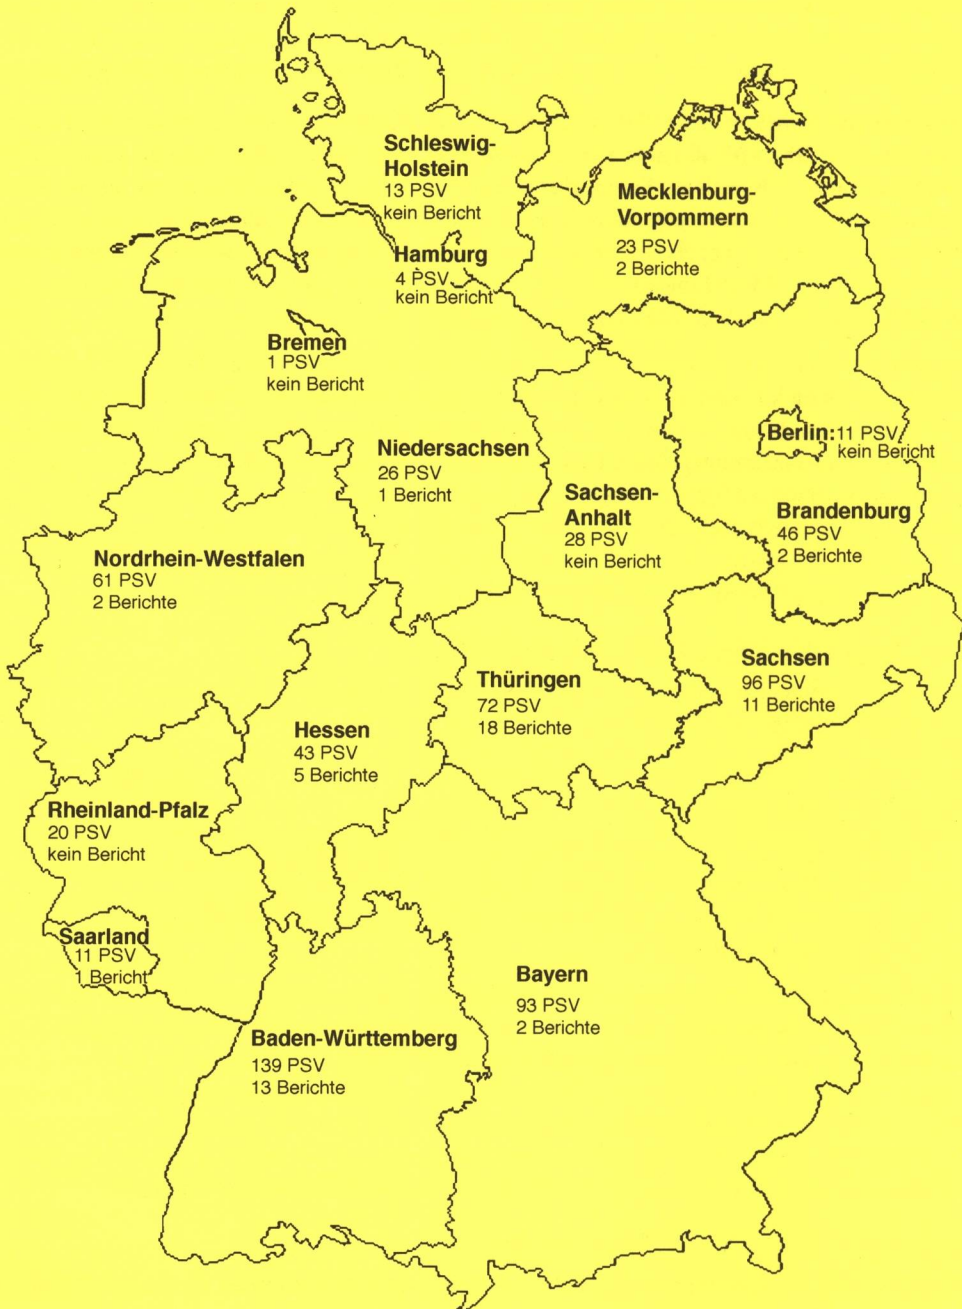 Schleswig-
Holstein
13 PSV
kein Bericht
Mecklenburg-
Vorpommern
23 PSV
2 Berichte
Hamburg
4 PSV
kein Bericht
Bremen
1 PSV
kein Bericht
Berlin: 11 PSV
kein Bericht
Niedersachsen
26 PSV
1 Bericht
Sachsen-
Anhalt
28 PSV
kein Bericht
Brandenburg
46 PSV
2 Berichte
Nordrhein-Westfalen
61 PSV
2 Berichte
Sachsen
96 PSV
11 Berichte
Thüringen
72 PSV
18 Berichte
Hessen
43 PSV
5 Berichte
Rheinland-Pfalz
20 PSV
kein Bericht
Saarland
11 PSV
1 Bericht
Bayern
93 PSV
2 Berichte
Baden-Württemberg
139 PSV
13 Berichte